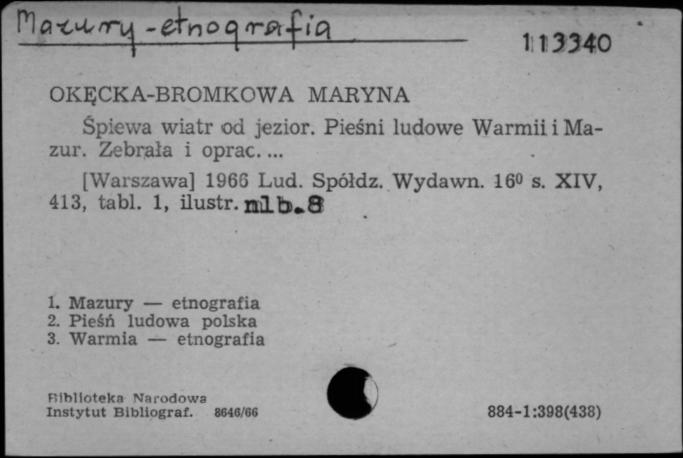 Mazury - etnografia
113340
OKĘCKA-BROMKOWA MARYNA
Śpiewa wiatr od jezior. Pieśni ludowe Warmii i Ma-
zur. Zebrała i oprac. ...
[Warszawa] 1966 Lud. Spółdz. Wydawn. 16⁰ s. XIV,
413, tabl. 1, ilustr. nlb.8
1. Mazury — etnografia
2. Pieśń ludowa polska
3. Warmia — etnografia
Biblioteka Narodowa
Instytut Bibliograf. 8646/66
884-1:398(438)